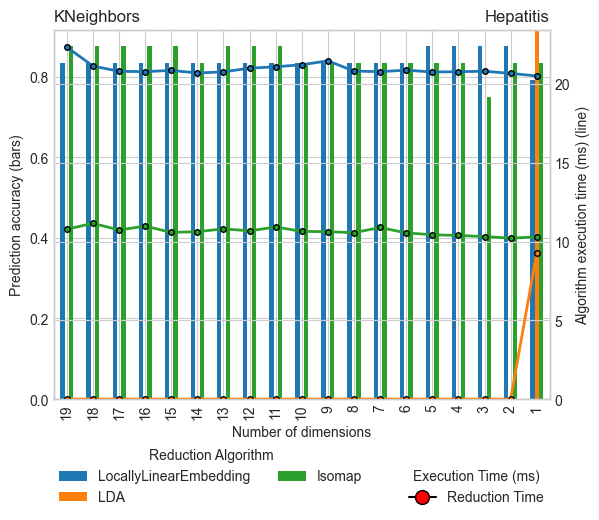 KNeighbors Hepatitis
Prediction accuracy (bars)
0.8
0.6
0.4
0.2
0.0
20
15
10
5
0
Algorithm execution time (ms) (line)
19 18 17 16 15 14 13 12 11 10 9 8 7 6 5 4 3 2 1
Number of dimensions
Reduction Algorithm
LocallyLinearEmbedding Isomap Execution Time (ms)
LDA Reduction Time